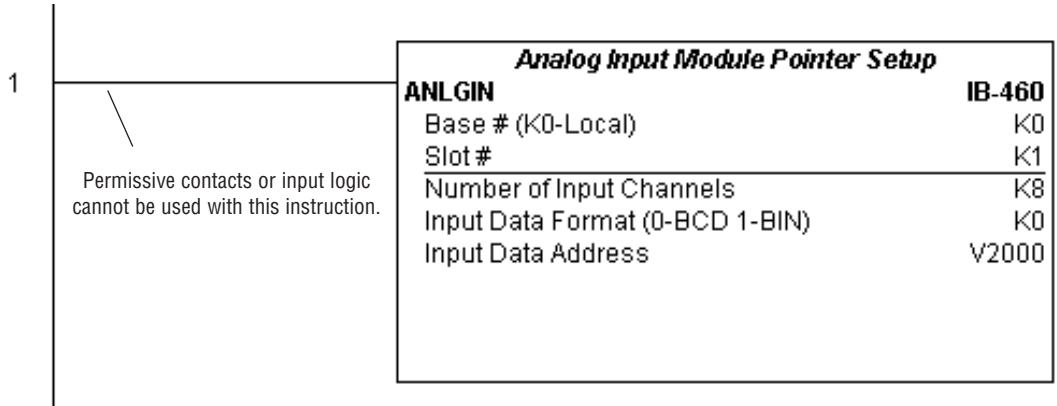 1
Analog Input Module Pointer Setup
ANLGIN IB-460
Base # (K0-Local) K0
Slot # K1
Number of Input Channels K8
Input Data Format (0-BCD 1-BIN) K0
Input Data Address V2000
Permissive contacts or input logic
cannot be used with this instruction.